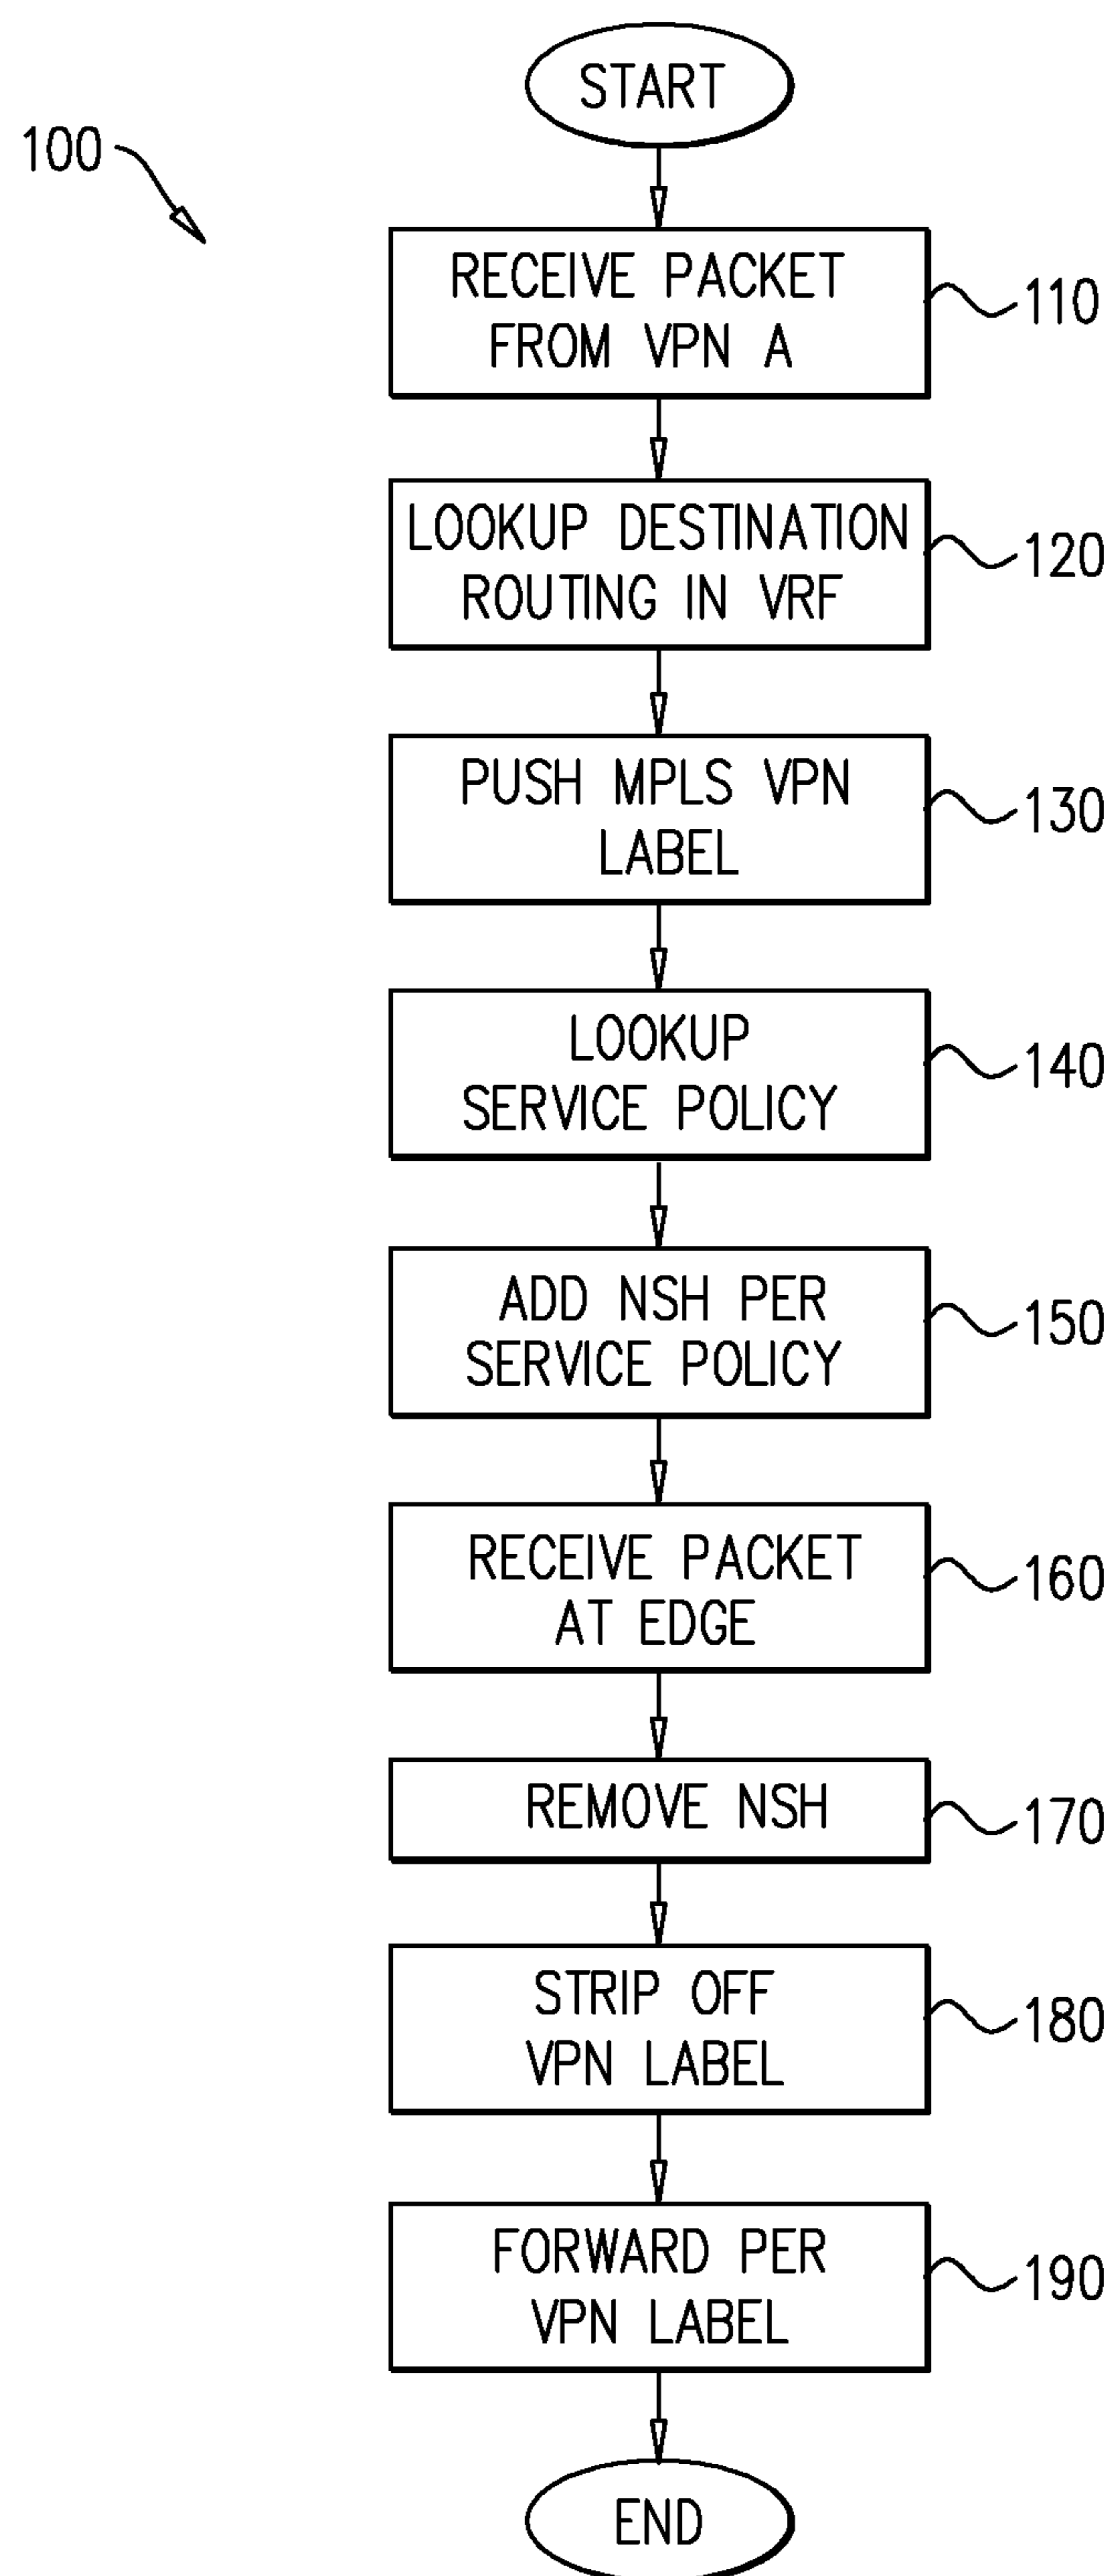 START
100
RECEIVE PACKET
FROM VPN A
110
LOOKUP DESTINATION
ROUTING IN VRF
120
PUSH MPLS VPN
LABEL
130
LOOKUP
SERVICE POLICY
140
ADD NSH PER
SERVICE POLICY
150
RECEIVE PACKET
AT EDGE
160
REMOVE NSH
170
STRIP OFF
VPN LABEL
180
FORWARD PER
VPN LABEL
190
END